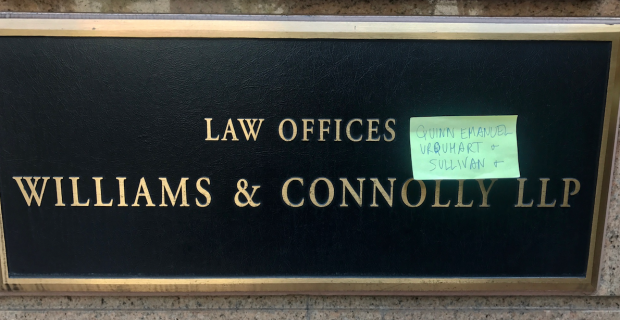 LAW OFFICES
QUINN EMANUEL
URQUHART +
SULLIVAN +
WILLIAMS & CONNOLLY LLP